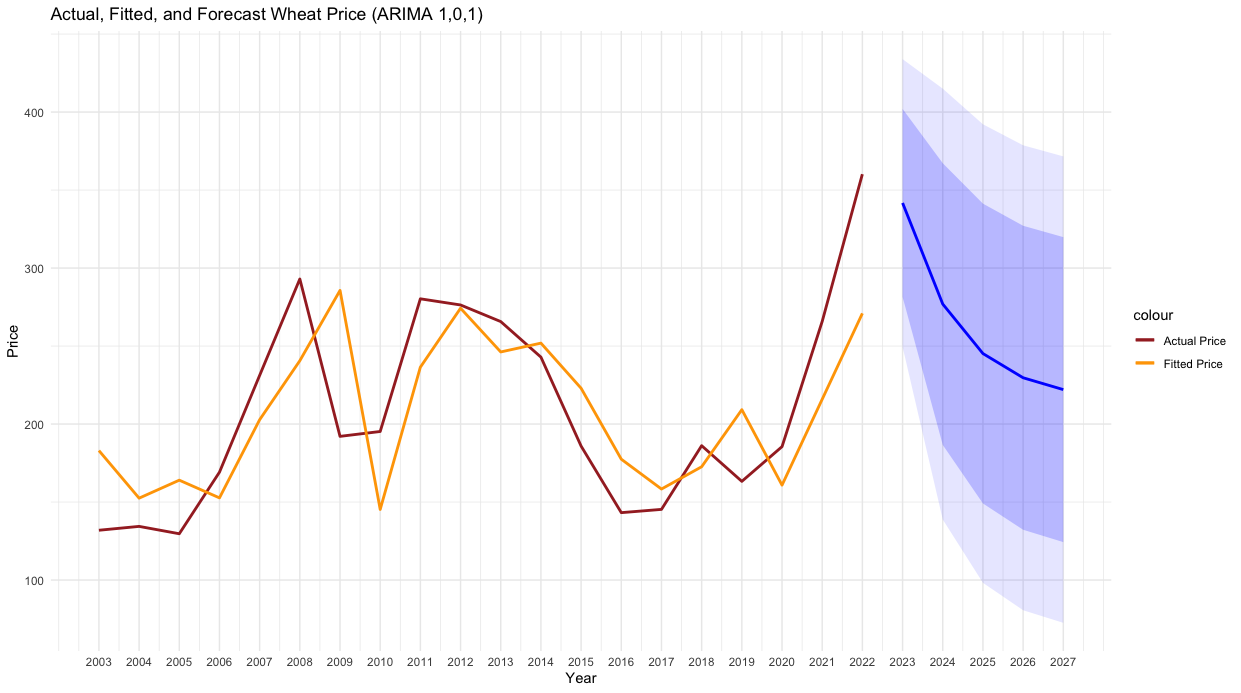 Actual, Fitted, and Forecast Wheat Price (ARIMA 1,0,1)
Price
400
300
200
100
2003 2004 2005 2006 2007 2008 2009 2010 2011 2012 2013 2014 2015 2016 2017 2018 2019 2020 2021 2022 2023 2024 2025 2026 2027
Year
colour
Actual Price
Fitted Price